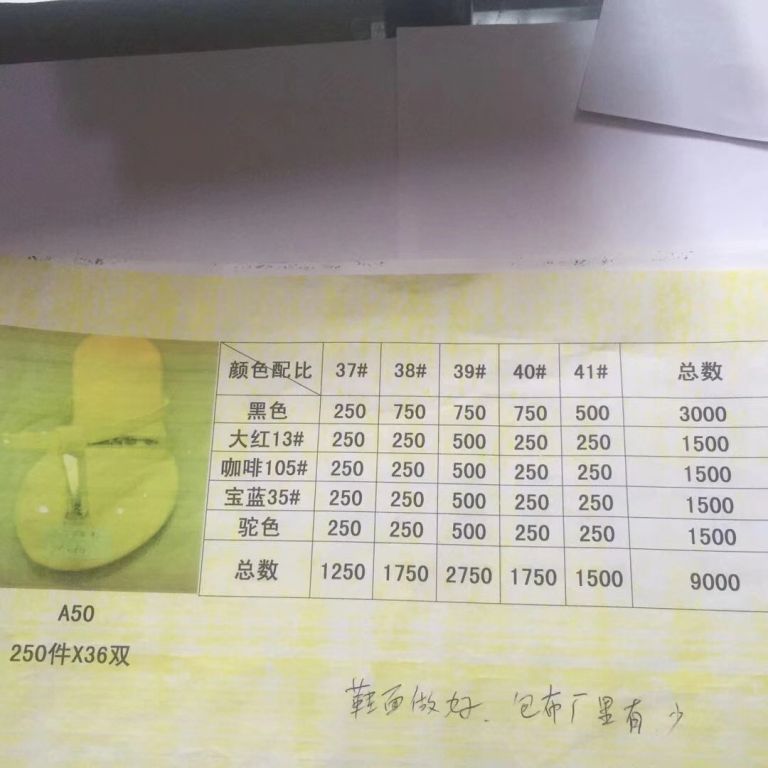 颜色配比 37# 38# 39# 40# 41# 总数
黑色 250 750 750 750 500 3000
大红13# 250 250 500 250 250 1500
咖啡105# 250 250 500 250 250 1500
宝蓝35# 250 250 500 250 250 1500
驼色 250 250 500 250 250 1500
总数 1250 1750 2750 1750 1500 9000
A50
250件X36双
鞋面做好.包布厂里有少